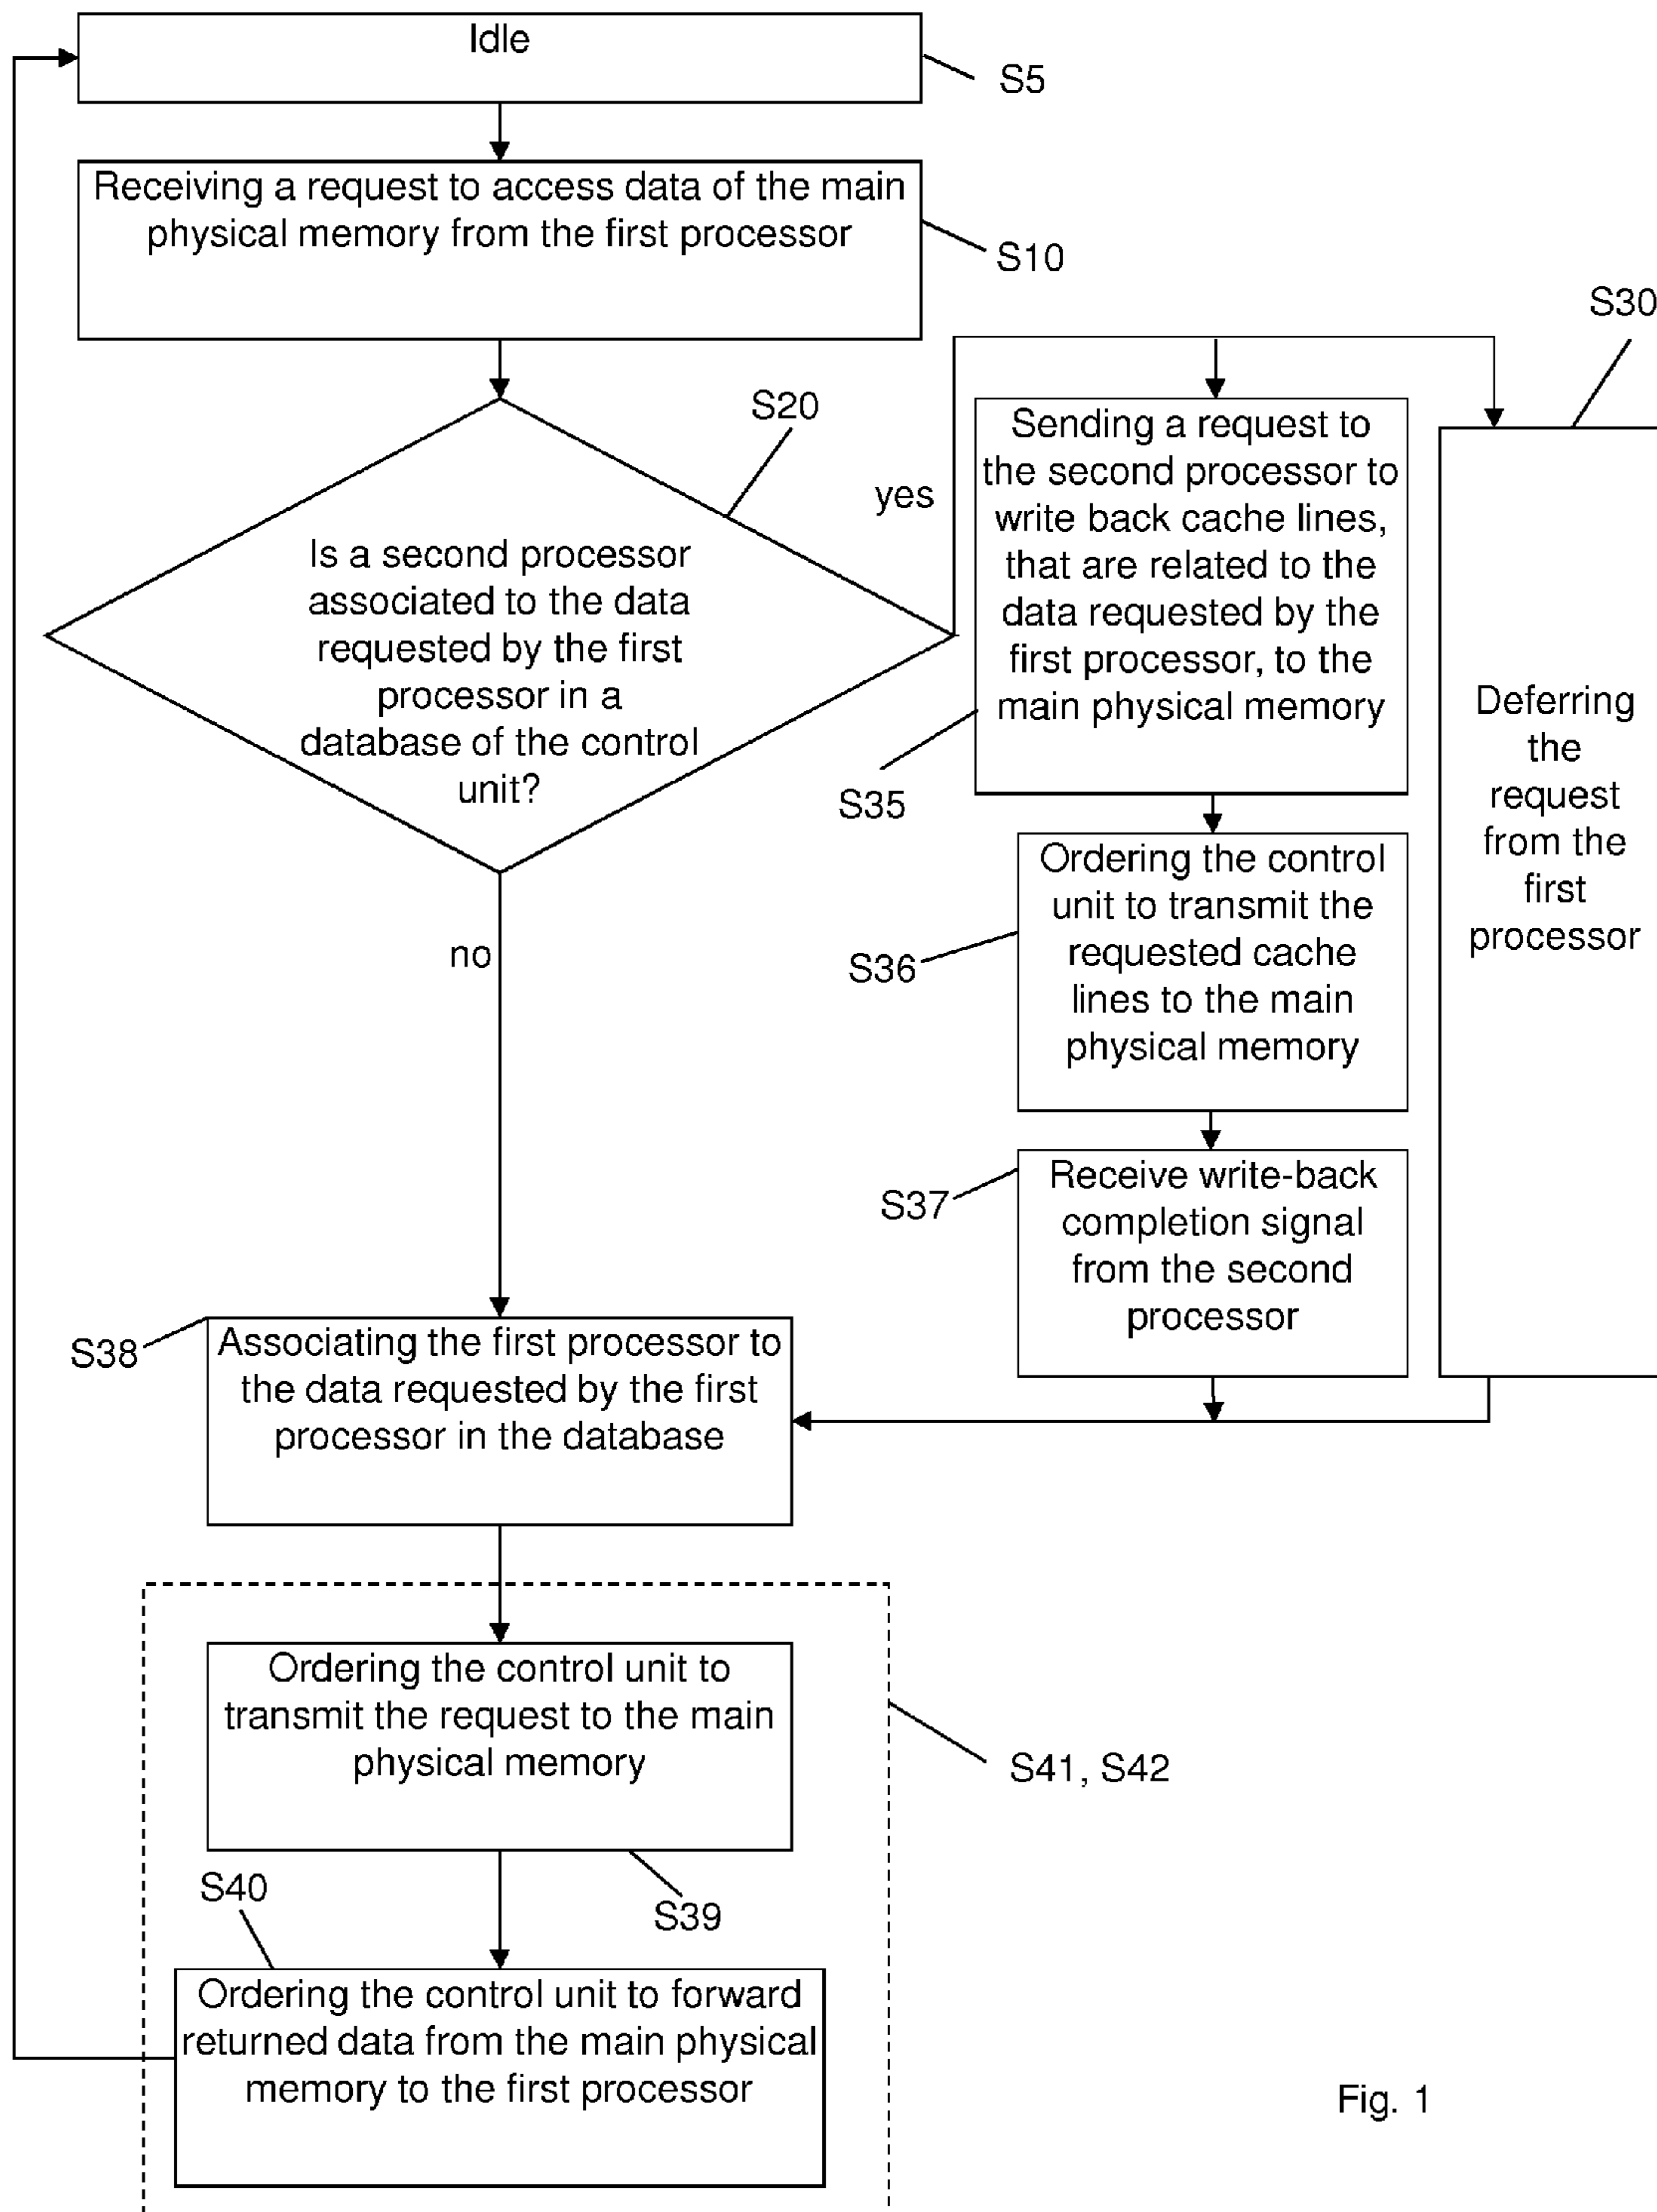 Idle
S5
Receiving a request to access data of the main
physical memory from the first processor
S10
S20
Is a second processor
associated to the data
requested by the first
processor in a
database of the control
unit?
yes
no
S30
Deferring
the
request
from the
first
processor
Sending a request to
the second processor to
write back cache lines,
that are related to the
data requested by the
first processor, to the
main physical memory
S35
Ordering the control
unit to transmit the
requested cache
lines to the main
physical memory
S36
Receive write-back
completion signal
from the second
processor
S37
S38
Associating the first processor to
the data requested by the first
processor in the database
Ordering the control unit to
transmit the request to the main
physical memory
S41, S42
S39
S40
Ordering the control unit to forward
returned data from the main physical
memory to the first processor
Fig. 1